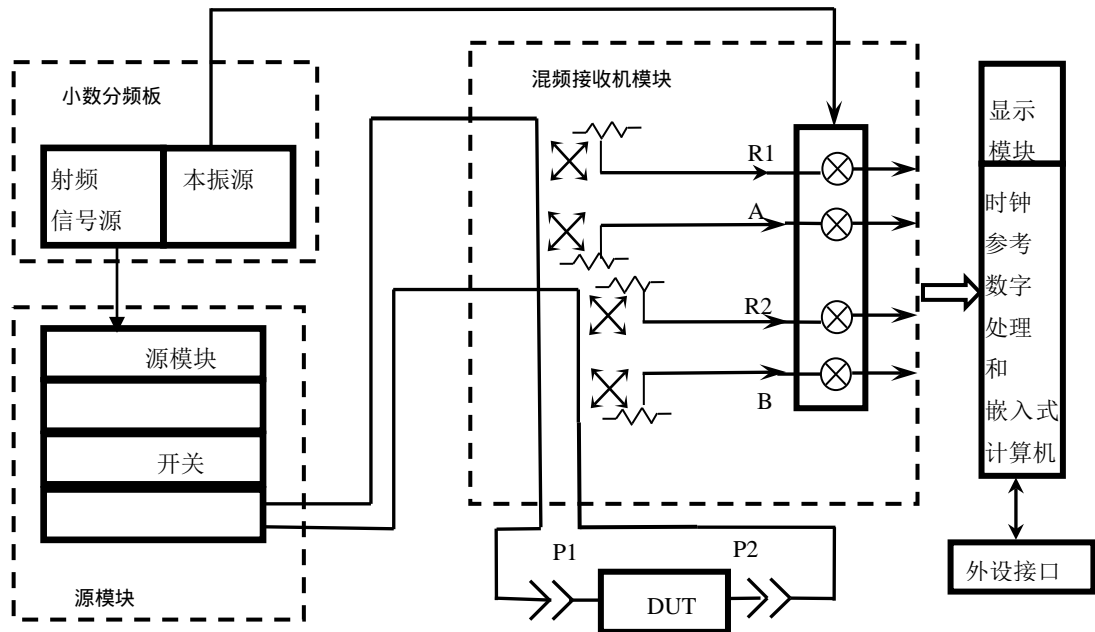 小数分频板
射频
信号源
本振源
源模块
开关
源模块
混频接收机模块
R1
A
R2
B
P1
P2
DUT
显示
模块
时钟
参考
数字
处理
和
嵌入式
计算机
外设接口